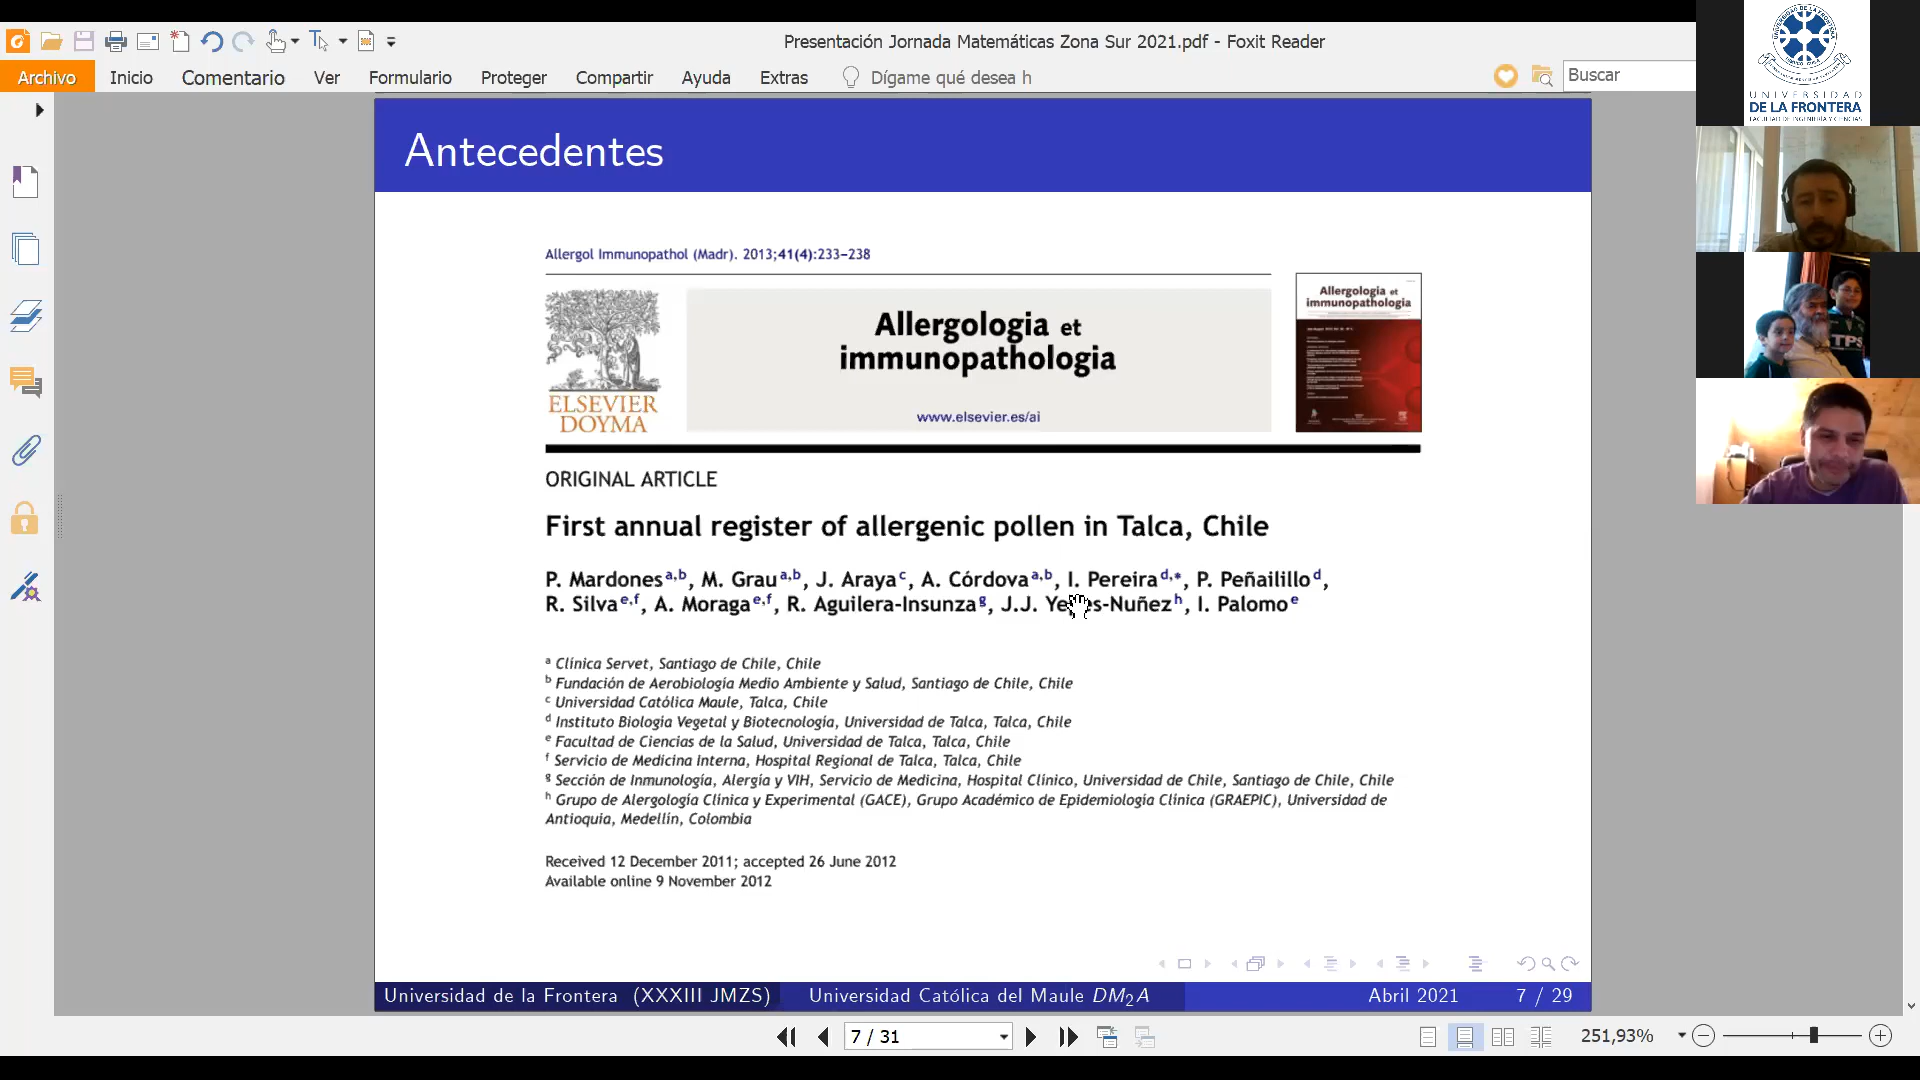 Presentación Jornada Matemáticas Zona Sur 2021.pdf - Foxit Reader
Archivo Inicio Comentario Ver Formulario Proteger Compartir Ayuda Extras Dígame qué desea h Buscar
UNIVERSIDAD
DE LA FRONTERA
FACULTAD DE INGENIERÍA Y CIENCIAS
Antecedentes
Allergol Immunopathol (Madr). 2013;41(4):233–238
Allergologia et
immunopathologia
www.elsevier.es/ai
ELSEVIER
DOYMA
Allergologia et
immunopathologia
ORIGINAL ARTICLE
First annual register of allergenic pollen in Talca, Chile
P. Mardones a,b, M. Grau a,b, J. Araya c, A. Córdova a,b, I. Pereira d,*, P. Peñailillo d,
R. Silva e,f, A. Moraga e,f, R. Aguilera-Insunza g, J.J. Ye s-Nuñez h, I. Palomo e
a Clínica Servet, Santiago de Chile, Chile
b Fundación de Aerobiología Medio Ambiente y Salud, Santiago de Chile, Chile
c Universidad Católica Maule, Talca, Chile
d Instituto Biología Vegetal y Biotecnología, Universidad de Talca, Talca, Chile
e Facultad de Ciencias de la Salud, Universidad de Talca, Talca, Chile
f Servicio de Medicina Interna, Hospital Regional de Talca, Talca, Chile
g Sección de Inmunología, Alergía y VIH, Servicio de Medicina, Hospital Clínico, Universidad de Chile, Santiago de Chile, Chile
h Grupo de Alergología Clínica y Experimental (GACE), Grupo Académico de Epidemiología Clínica (GRAEPIC), Universidad de
Antioquia, Medellín, Colombia
Received 12 December 2011; accepted 26 June 2012
Available online 9 November 2012
TPS
Universidad de la Frontera (XXXIII JMZS) Universidad Católica del Maule DM2A Abril 2021 7 / 29
7 / 31 251,93%